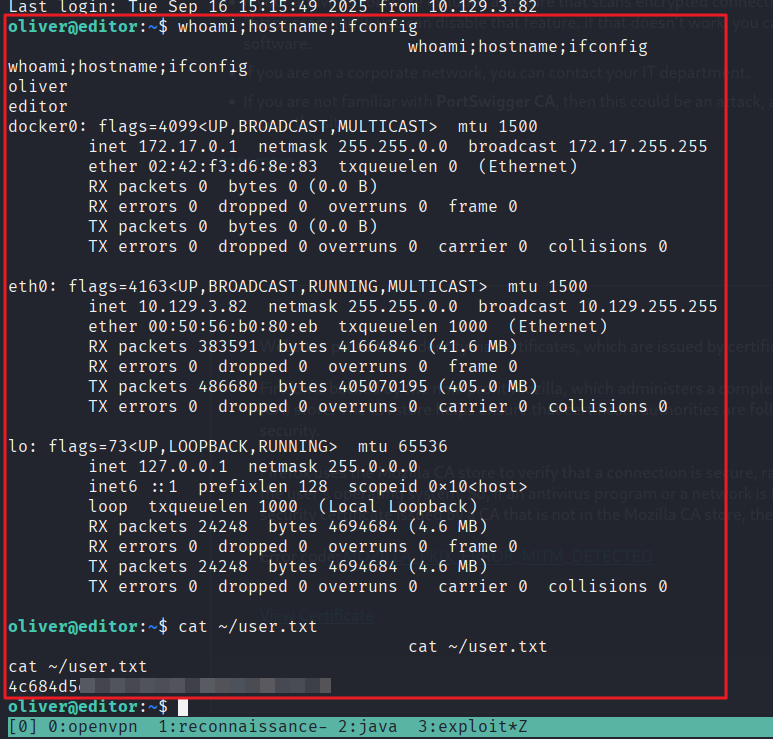 Last login: Tue Sep 16 15:15:49 2025 from 10.129.3.82
oliver@editor:~$ whoami;hostname;ifconfig
whoami;hostname;ifconfig
whoami;hostname;ifconfig
oliver
editor
docker0: flags=4099<UP,BROADCAST,MULTICAST>  mtu 1500
        inet 172.17.0.1  netmask 255.255.0.0  broadcast 172.17.255.255
        ether 02:42:f3:d6:8e:83  txqueuelen 0  (Ethernet)
        RX packets 0  bytes 0 (0.0 B)
        RX errors 0  dropped 0  overruns 0  frame 0
        TX packets 0  bytes 0 (0.0 B)
        TX errors 0  dropped 0 overruns 0  carrier 0  collisions 0
eth0: flags=4163<UP,BROADCAST,RUNNING,MULTICAST>  mtu 1500
        inet 10.129.3.82  netmask 255.255.0.0  broadcast 10.129.255.255
        ether 00:50:56:b0:80:eb  txqueuelen 1000  (Ethernet)
        RX packets 383591  bytes 41664846 (41.6 MB)
        RX errors 0  dropped 0  overruns 0  frame 0
        TX packets 486680  bytes 405070195 (405.0 MB)
        TX errors 0  dropped 0 overruns 0  carrier 0  collisions 0
lo: flags=73<UP,LOOPBACK,RUNNING>  mtu 65536
        inet 127.0.0.1  netmask 255.0.0.0
        inet6 ::1  prefixlen 128  scopeid 0×10<host>
        loop  txqueuelen 1000  (Local Loopback)
        RX packets 24248  bytes 4694684 (4.6 MB)
        RX errors 0  dropped 0  overruns 0  frame 0
        TX packets 24248  bytes 4694684 (4.6 MB)
        TX errors 0  dropped 0 overruns 0  carrier 0  collisions 0
oliver@editor:~$ cat ~/user.txt
cat ~/user.txt
cat ~/user.txt
4c684d5
oliver@editor:~$
[0] 0:openvpn  1:reconnaissance- 2:java  3:exploit*Z